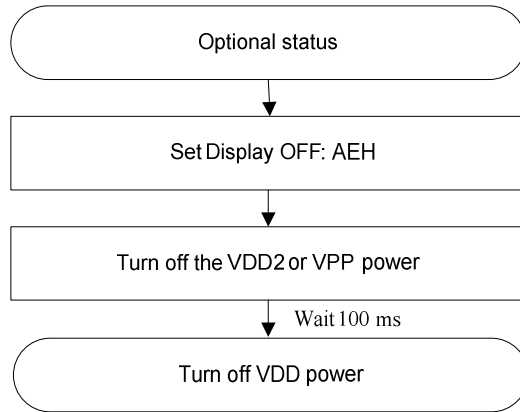 Optional status
Set Display OFF: AEH
Turn off the VDD2 or VPP power
Wait 100 ms
Turn off VDD power